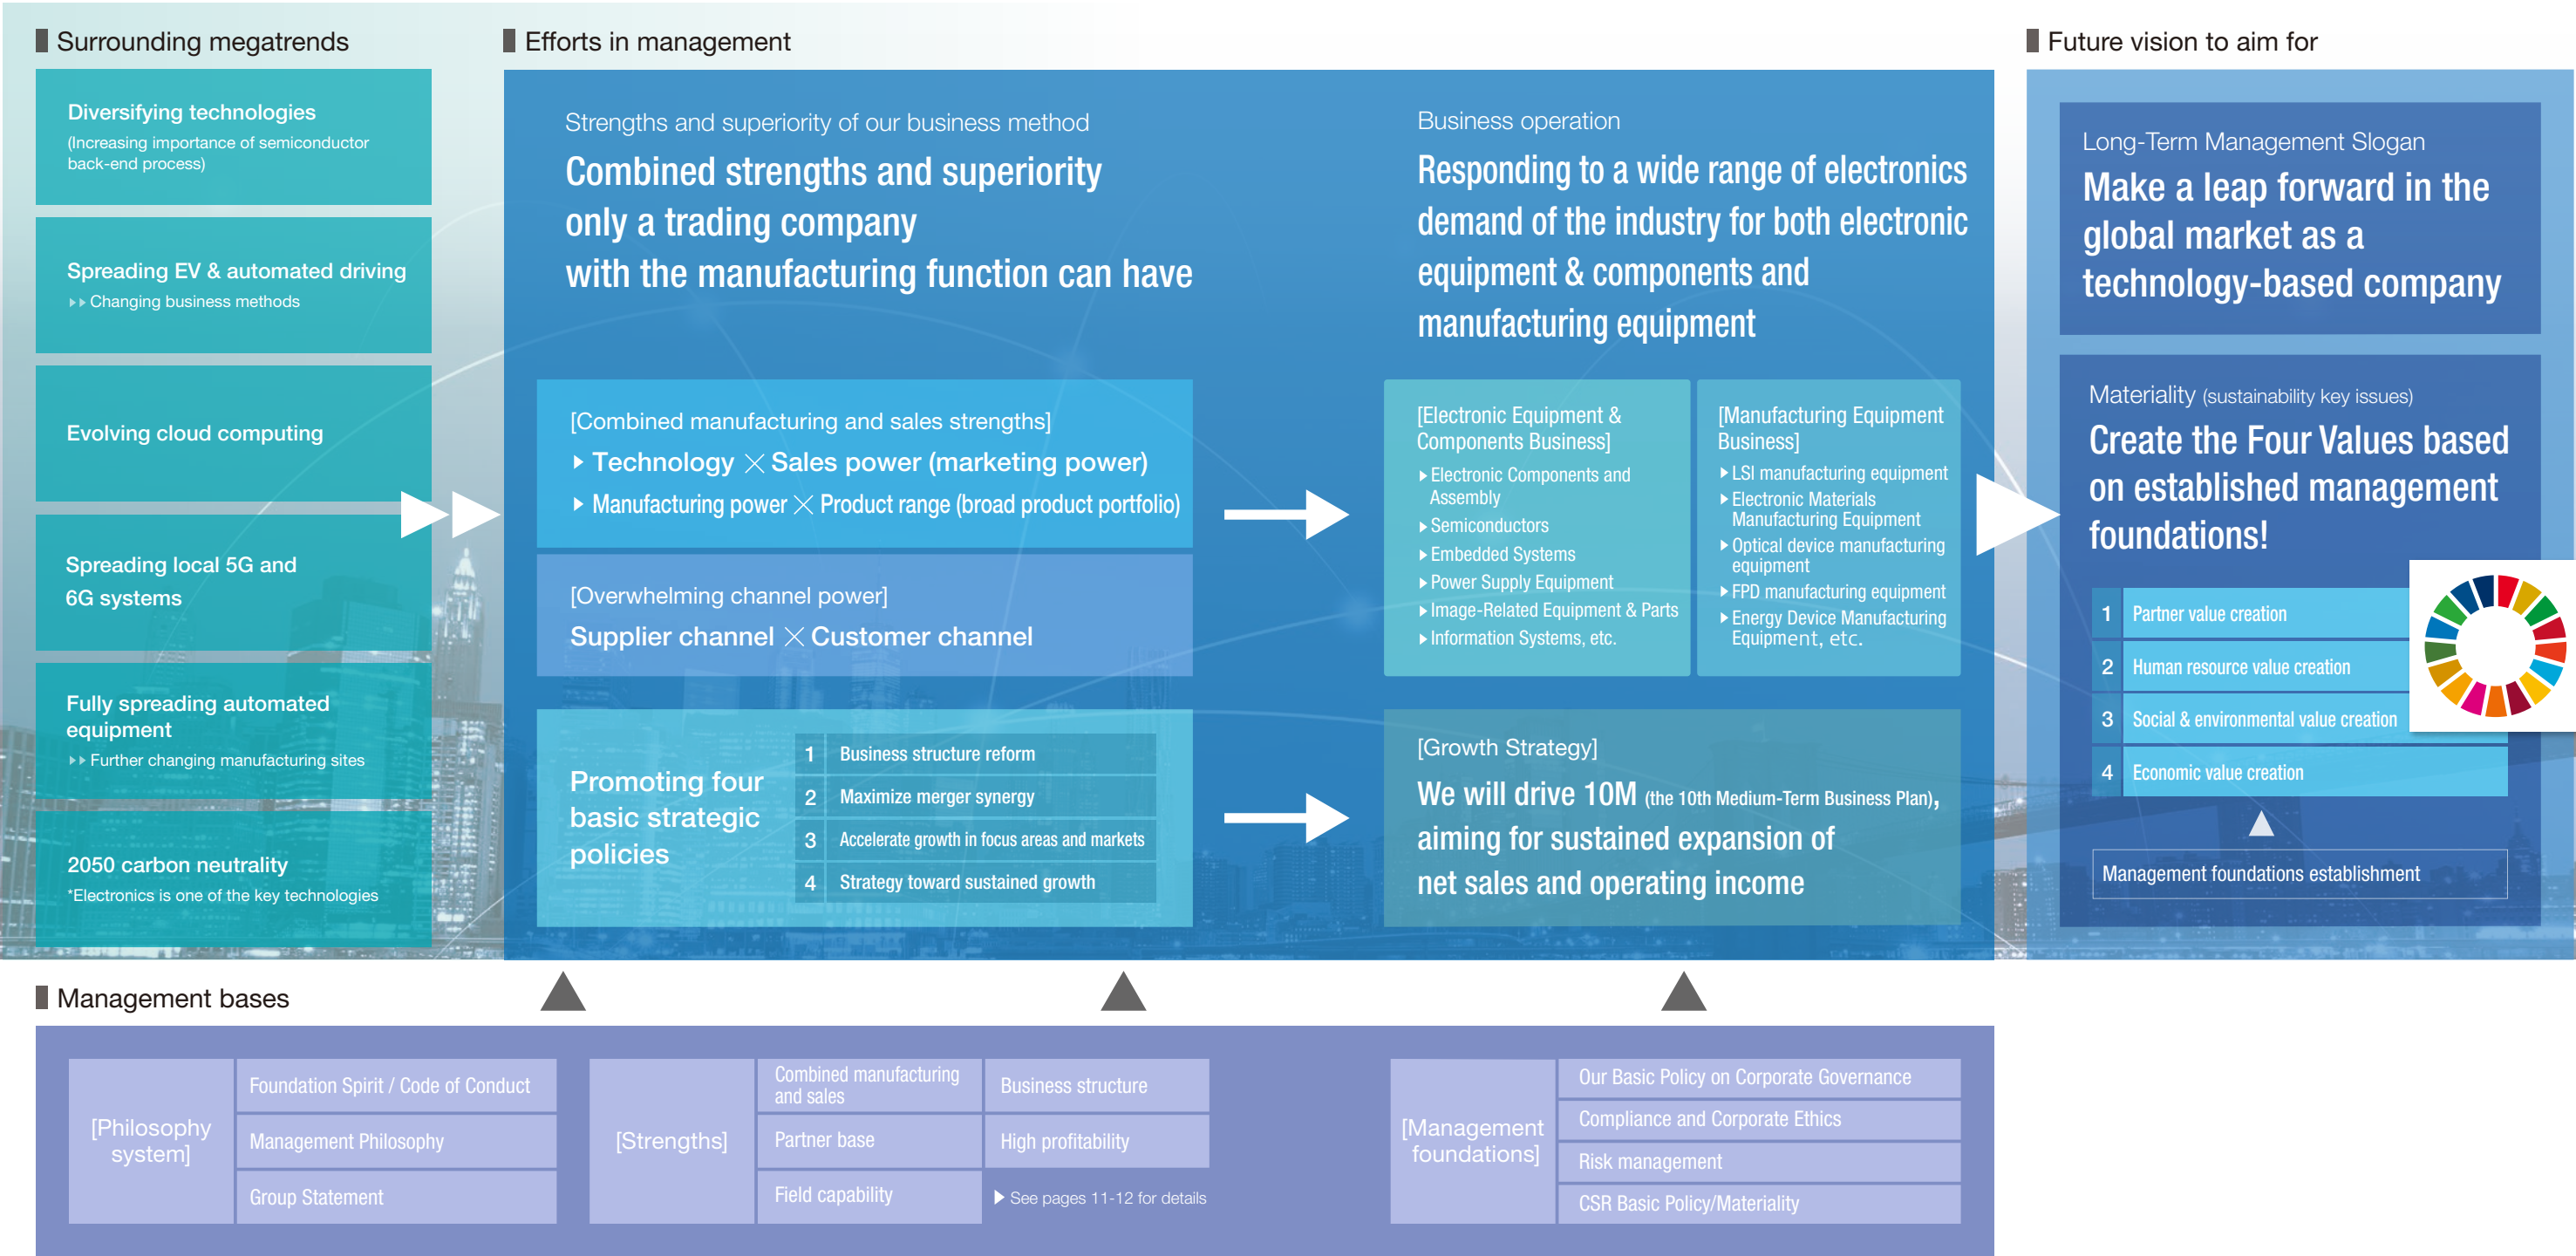 Surrounding megatrends
Diversifying technologies
(Increasing importance of semiconductor
back-end process)
Spreading EV & automated driving
Changing business methods
Evolving cloud computing
Spreading local 5G and
6G systems
Fully spreading automated
equipment
Further changing manufacturing sites
2050 carbon neutrality
*Electronics is one of the key technologies
Efforts in management
Strengths and superiority of our business method
Combined strengths and superiority
only a trading company
with the manufacturing function can have
[Combined manufacturing and sales strengths]
Technology × Sales power (marketing power)
Manufacturing power × Product range (broad product portfolio)
[Overwhelming channel power]
Supplier channel × Customer channel
Promoting four
basic strategic
policies
1 Business structure reform
2 Maximize merger synergy
3 Accelerate growth in focus areas and markets
4 Strategy toward sustained growth
Business operation
Responding to a wide range of electronics
demand of the industry for both electronic
equipment & components and
manufacturing equipment
[Electronic Equipment &
Components Business]
Electronic Components and
Assembly
Semiconductors
Embedded Systems
Power Supply Equipment
Image-Related Equipment & Parts
Information Systems, etc.
[Manufacturing Equipment
Business]
LSI manufacturing equipment
Electronic Materials
Manufacturing Equipment
Optical device manufacturing
equipment
FPD manufacturing equipment
Energy Device Manufacturing
Equipment, etc.
[Growth Strategy]
We will drive 10M (the 10th Medium-Term Business Plan),
aiming for sustained expansion of
net sales and operating income
Future vision to aim for
Long-Term Management Slogan
Make a leap forward in the
global market as a
technology-based company
Materiality (sustainability key issues)
Create the Four Values based
on established management
foundations!
1 Partner value creation
2 Human resource value creation
3 Social & environmental value creation
4 Economic value creation
Management foundations establishment
Management bases
[Philosophy
system]
Foundation Spirit / Code of Conduct
Management Philosophy
Group Statement
[Strengths]
Combined manufacturing
and sales
Partner base
Field capability
Business structure
High profitability
See pages 11-12 for details
[Management
foundations]
Our Basic Policy on Corporate Governance
Compliance and Corporate Ethics
Risk management
CSR Basic Policy/Materiality